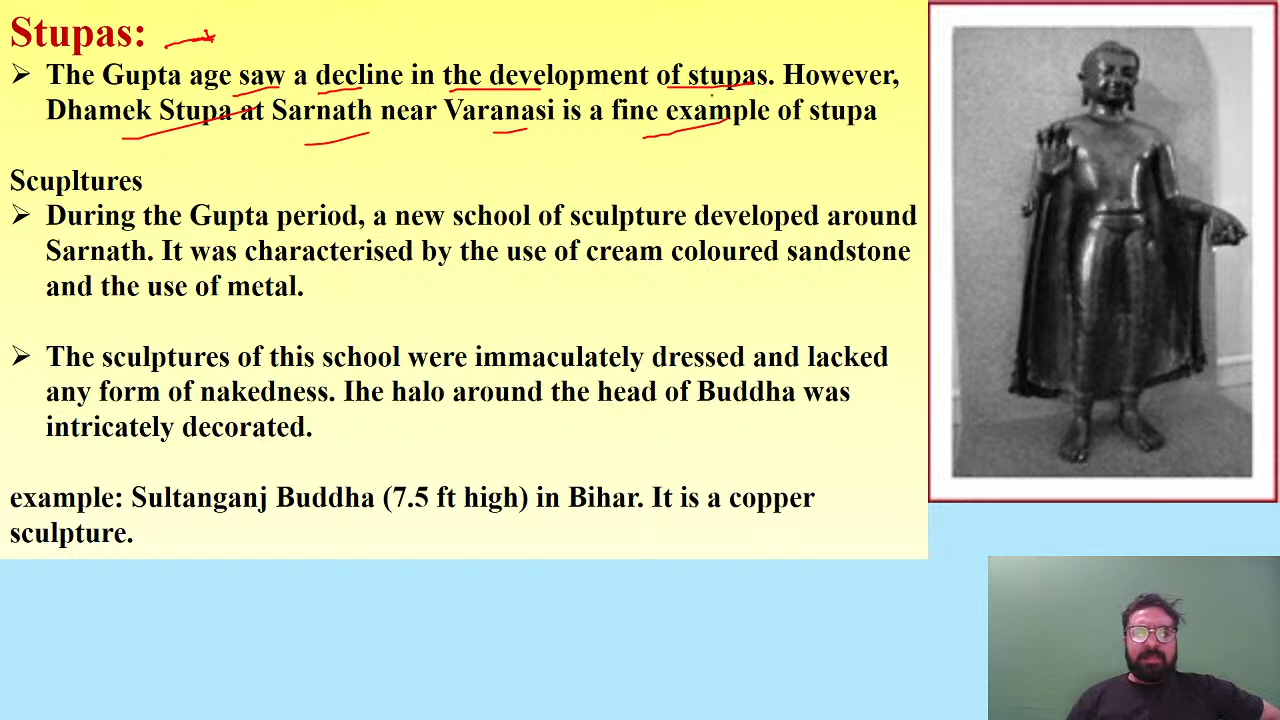 Stupas:
➢ The Gupta age saw a decline in the development of stupas. However,
Dhamek Stupa at Sarnath near Varanasi is a fine example of stupa
Scupltures
➢ During the Gupta period, a new school of sculpture developed around
Sarnath. It was characterised by the use of cream coloured sandstone
and the use of metal.
➢ The sculptures of this school were immaculately dressed and lacked
any form of nakedness. Ihe halo around the head of Buddha was
intricately decorated.
example: Sultanganj Buddha (7.5 ft high) in Bihar. It is a copper
sculpture.